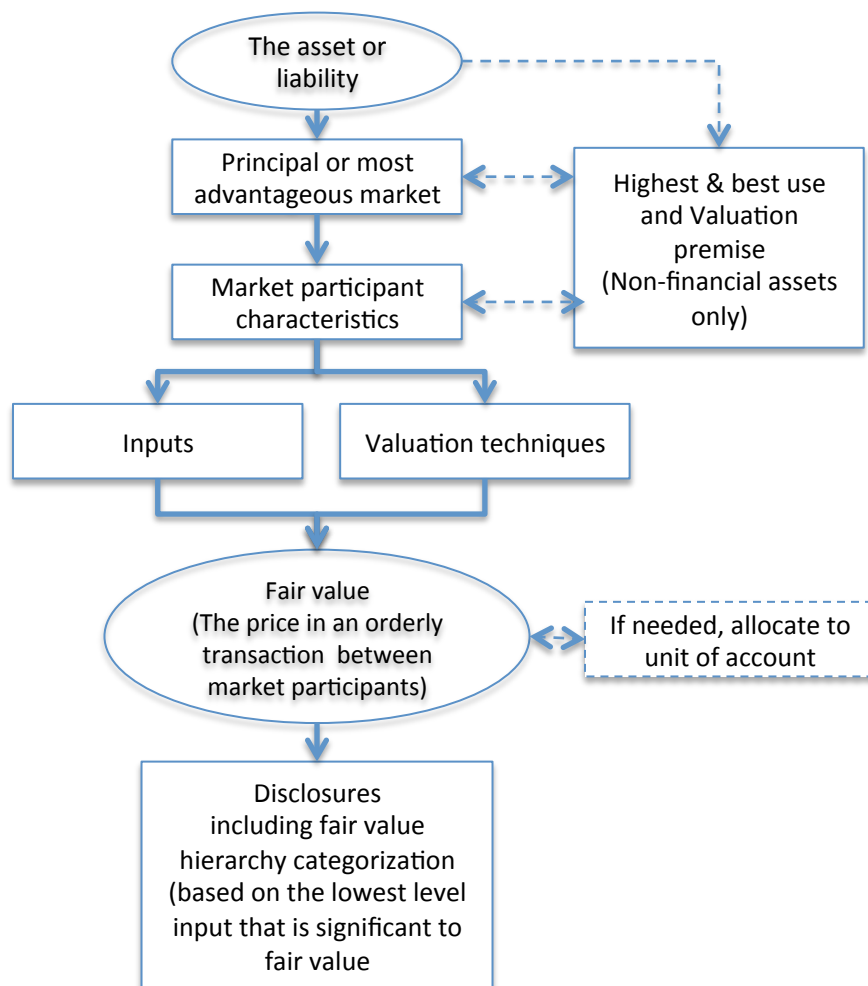 The asset or
liability
Principal or most
advantageous market
Highest & best use
and Valuation
premise
(Non-financial assets
only)
Market participant
characteristics
Inputs
Valuation techniques
Fair value
(The price in an orderly
transaction between
market participants)
If needed, allocate to
unit of account
Disclosures
including fair value
hierarchy categorization
(based on the lowest level
input that is significant to
fair value